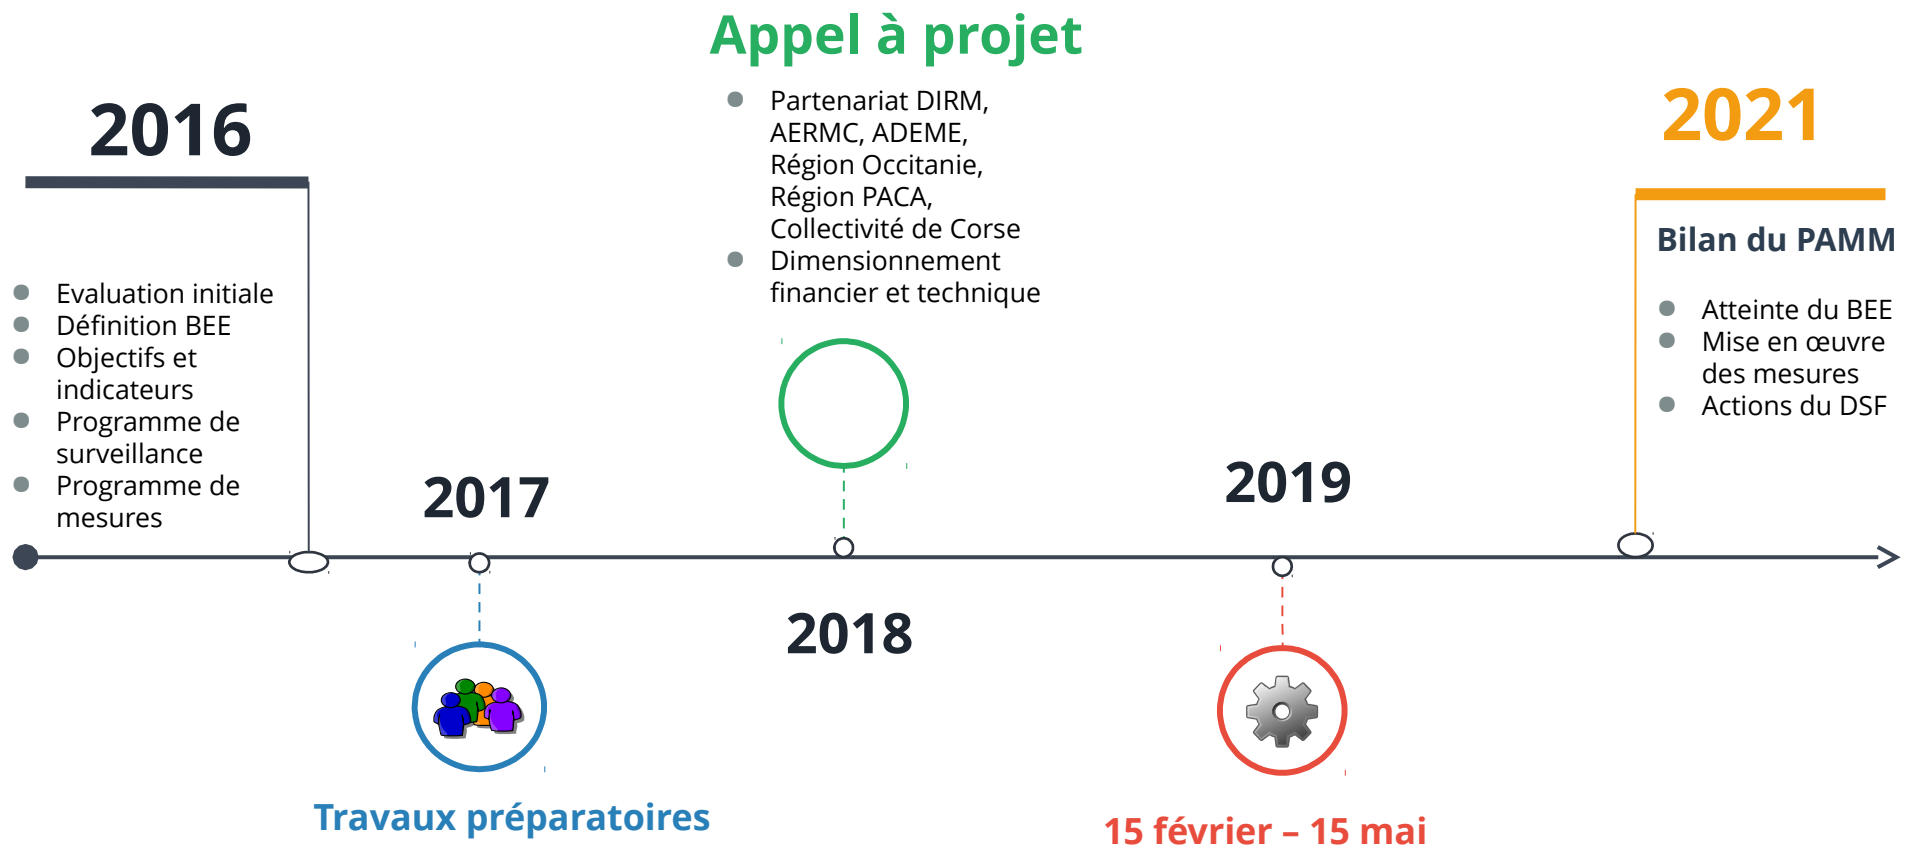 Appel à projet
Partenariat DIRM,
AERMC, ADEME,
Région Occitanie,
Région PACA,
Collectivité de Corse
Dimensionnement
financier et technique
2016
Evaluation initiale
Définition BEE
Objectifs et
indicateurs
Programme de
surveillance
Programme de
mesures
2021
Bilan du PAMM
Atteinte du BEE
Mise en œuvre
des mesures
Actions du DSF
2017
2019
2018
Travaux préparatoires
15 février – 15 mai